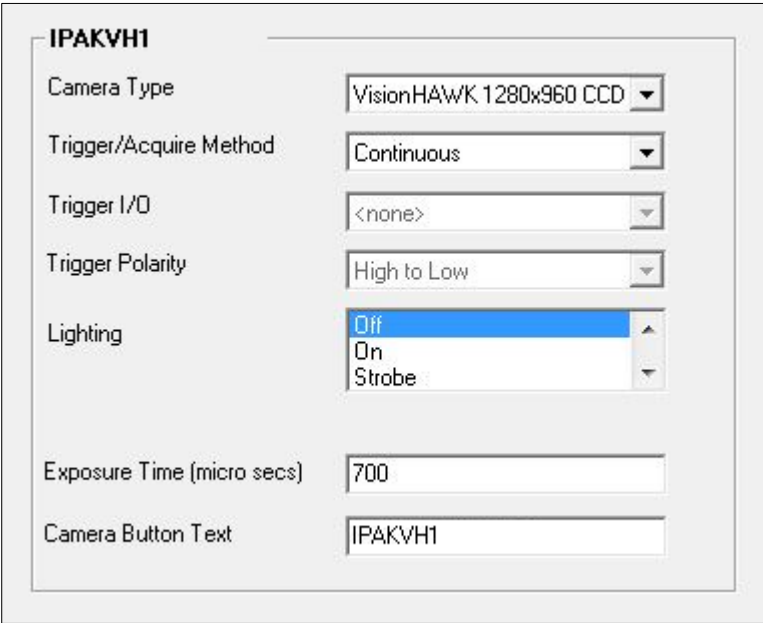 IPAKVH1
Camera Type VisionHAWK 1280x960 CCD
Trigger/Acquire Method Continuous
Trigger I/O <none>
Trigger Polarity High to Low
Lighting Off
On
Strobe
Exposure Time (micro secs) 700
Camera Button Text IPAKVH1